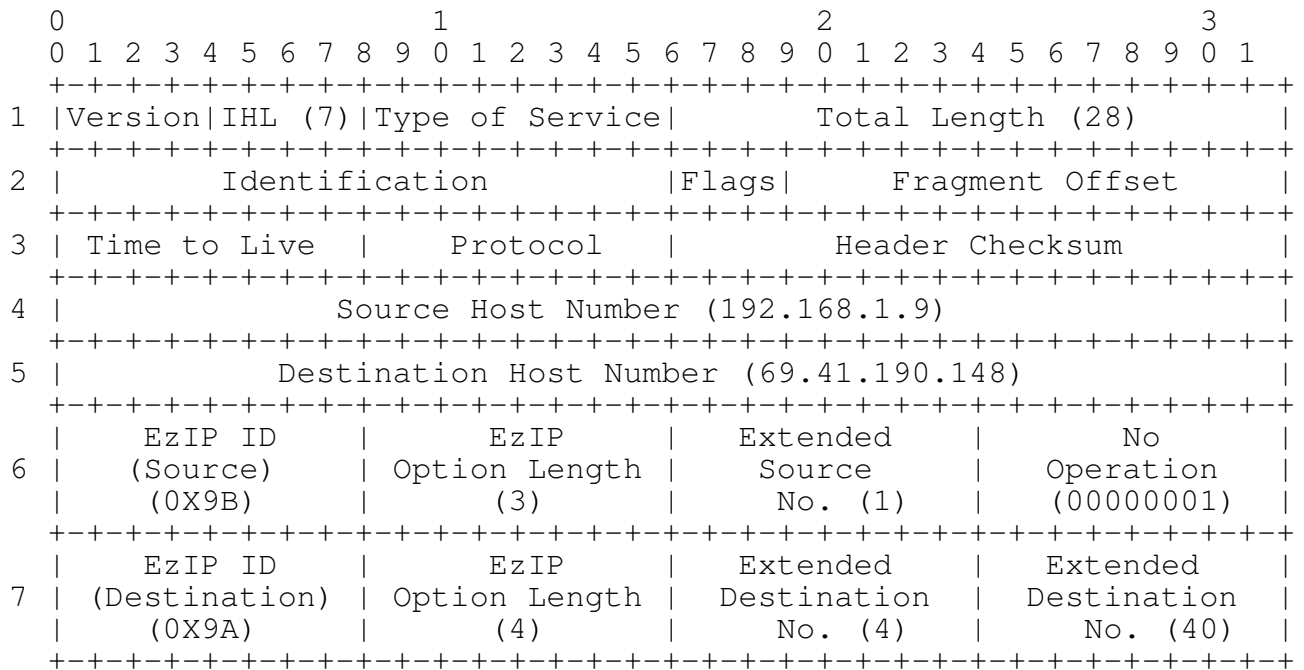 0                   1                   2                   3
 0 1 2 3 4 5 6 7 8 9 0 1 2 3 4 5 6 7 8 9 0 1 2 3 4 5 6 7 8 9 0 1
  +-+-+-+-+-+-+-+-+-+-+-+-+-+-+-+-+-+-+-+-+-+-+-+-+-+-+-+-+-+-+-+-+
1 |Version|IHL (7)|Type of Service|       Total Length (28)       |
  +-+-+-+-+-+-+-+-+-+-+-+-+-+-+-+-+-+-+-+-+-+-+-+-+-+-+-+-+-+-+-+-+
2 |        Identification         |Flags|     Fragment Offset     |
  +-+-+-+-+-+-+-+-+-+-+-+-+-+-+-+-+-+-+-+-+-+-+-+-+-+-+-+-+-+-+-+-+
3 | Time to Live  |    Protocol   |        Header Checksum        |
  +-+-+-+-+-+-+-+-+-+-+-+-+-+-+-+-+-+-+-+-+-+-+-+-+-+-+-+-+-+-+-+-+
4 |              Source Host Number (192.168.1.9)                 |
  +-+-+-+-+-+-+-+-+-+-+-+-+-+-+-+-+-+-+-+-+-+-+-+-+-+-+-+-+-+-+-+-+
5 |           Destination Host Number (69.41.190.148)             |
  +-+-+-+-+-+-+-+-+-+-+-+-+-+-+-+-+-+-+-+-+-+-+-+-+-+-+-+-+-+-+-+-+
  |    EzIP ID    |      EzIP     |   Extended    |       No      |
6 |   (Source)    | Option Length |    Source     |   Operation   |
  |    (0X9B)     |      (3)      |     No. (1)   |   (00000001)  |
  +-+-+-+-+-+-+-+-+-+-+-+-+-+-+-+-+-+-+-+-+-+-+-+-+-+-+-+-+-+-+-+-+
  |    EzIP ID    |      EzIP     |   Extended    |   Extended    |
7 | (Destination) | Option Length |  Destination  |  Destination  |
  |    (0X9A)     |      (4)      |     No. (4)   |     No. (40)  |
  +-+-+-+-+-+-+-+-+-+-+-+-+-+-+-+-+-+-+-+-+-+-+-+-+-+-+-+-+-+-+-+-+